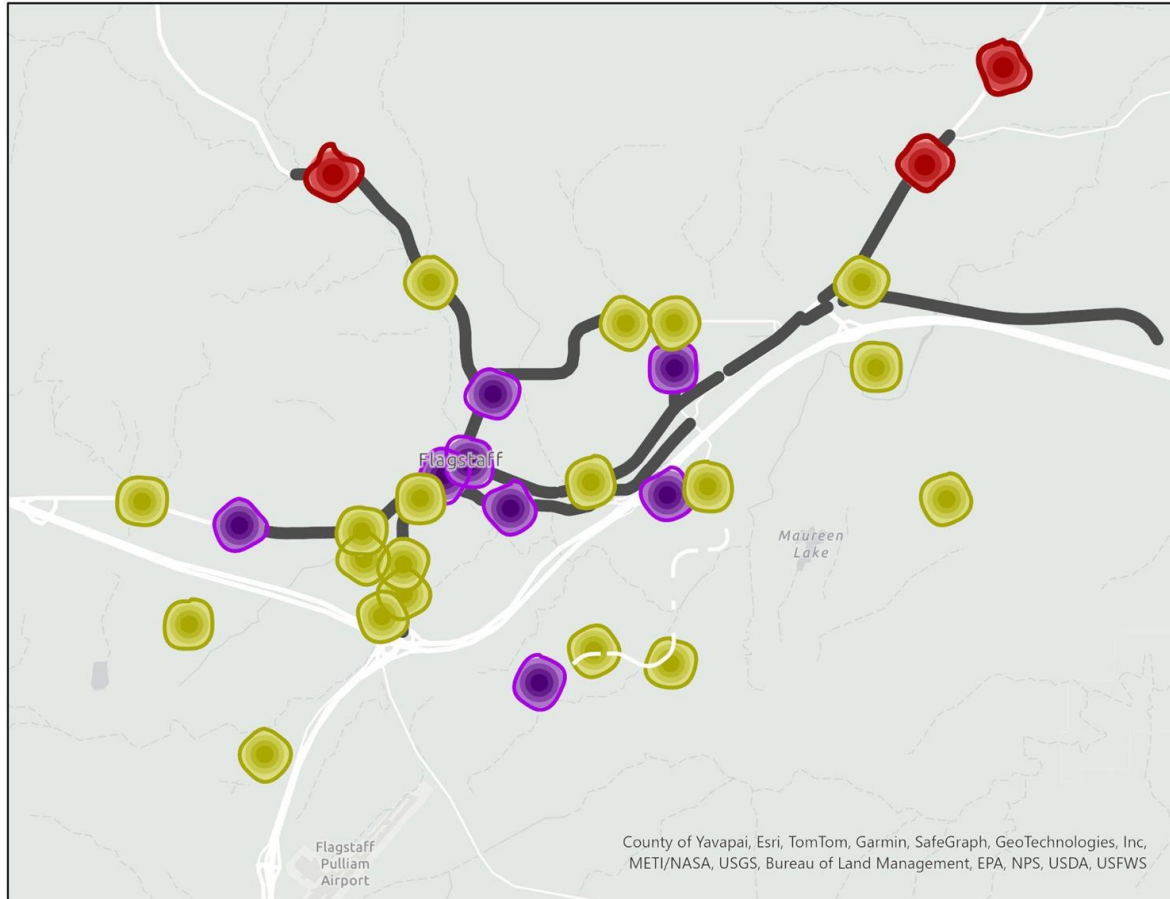 Flagstaff
Maureen
Lake
Flagstaff
Pulliam
Airport
County of Yavapai, Esri, TomTom, Garmin, SafeGraph, GeoTechnologies, Inc,
METI/NASA, USGS, Bureau of Land Management, EPA, NPS, USDA, USFWS